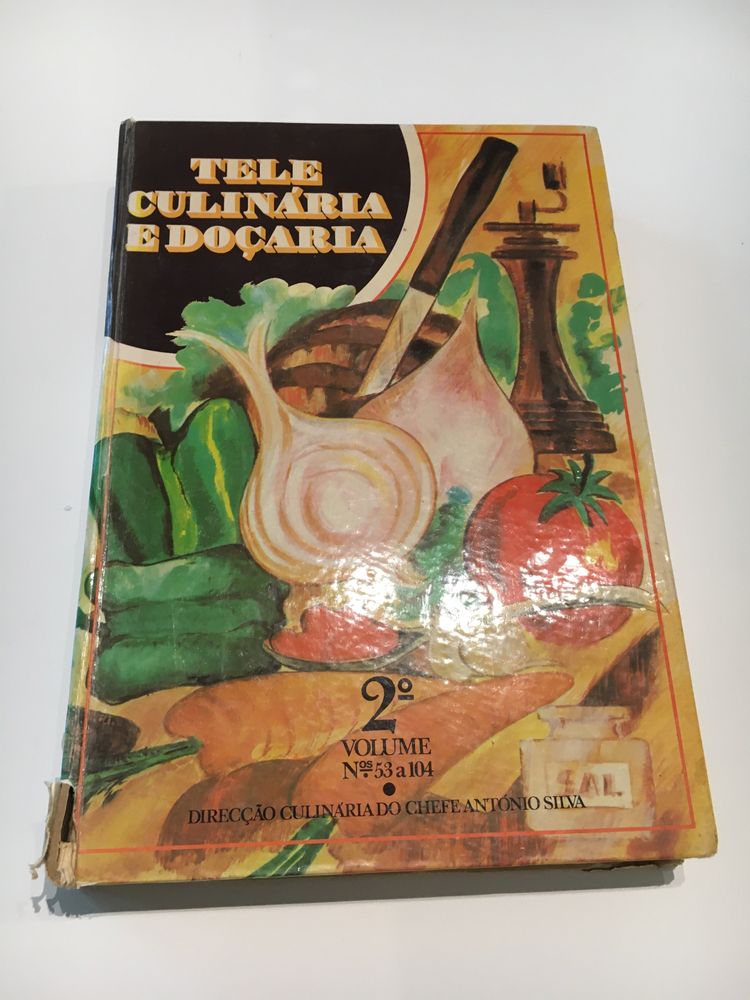 TELE
CULINÁRIA
E DOÇARIA
2º
VOLUME
Nos. 53 a 104
DIRECÇÃO CULINÁRIA DO CHEFE ANTÓNIO SILVA
SAL